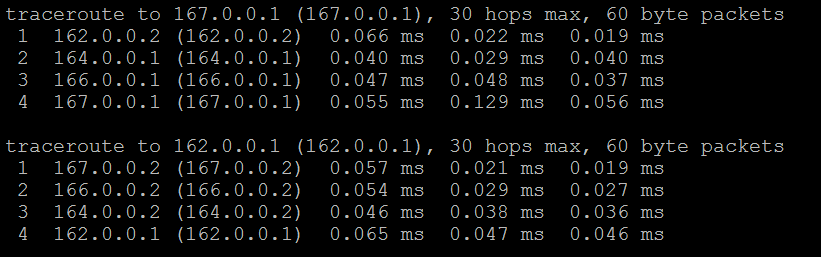 traceroute to 167.0.0.1 (167.0.0.1), 30 hops max, 60 byte packets
 1  162.0.0.2 (162.0.0.2)  0.066 ms  0.022 ms  0.019 ms
 2  164.0.0.1 (164.0.0.1)  0.040 ms  0.029 ms  0.040 ms
 3  166.0.0.1 (166.0.0.1)  0.047 ms  0.048 ms  0.037 ms
 4  167.0.0.1 (167.0.0.1)  0.055 ms  0.129 ms  0.056 ms

traceroute to 162.0.0.1 (162.0.0.1), 30 hops max, 60 byte packets
 1  167.0.0.2 (167.0.0.2)  0.057 ms  0.021 ms  0.019 ms
 2  166.0.0.2 (166.0.0.2)  0.054 ms  0.029 ms  0.027 ms
 3  164.0.0.2 (164.0.0.2)  0.046 ms  0.038 ms  0.036 ms
 4  162.0.0.1 (162.0.0.1)  0.065 ms  0.047 ms  0.046 ms